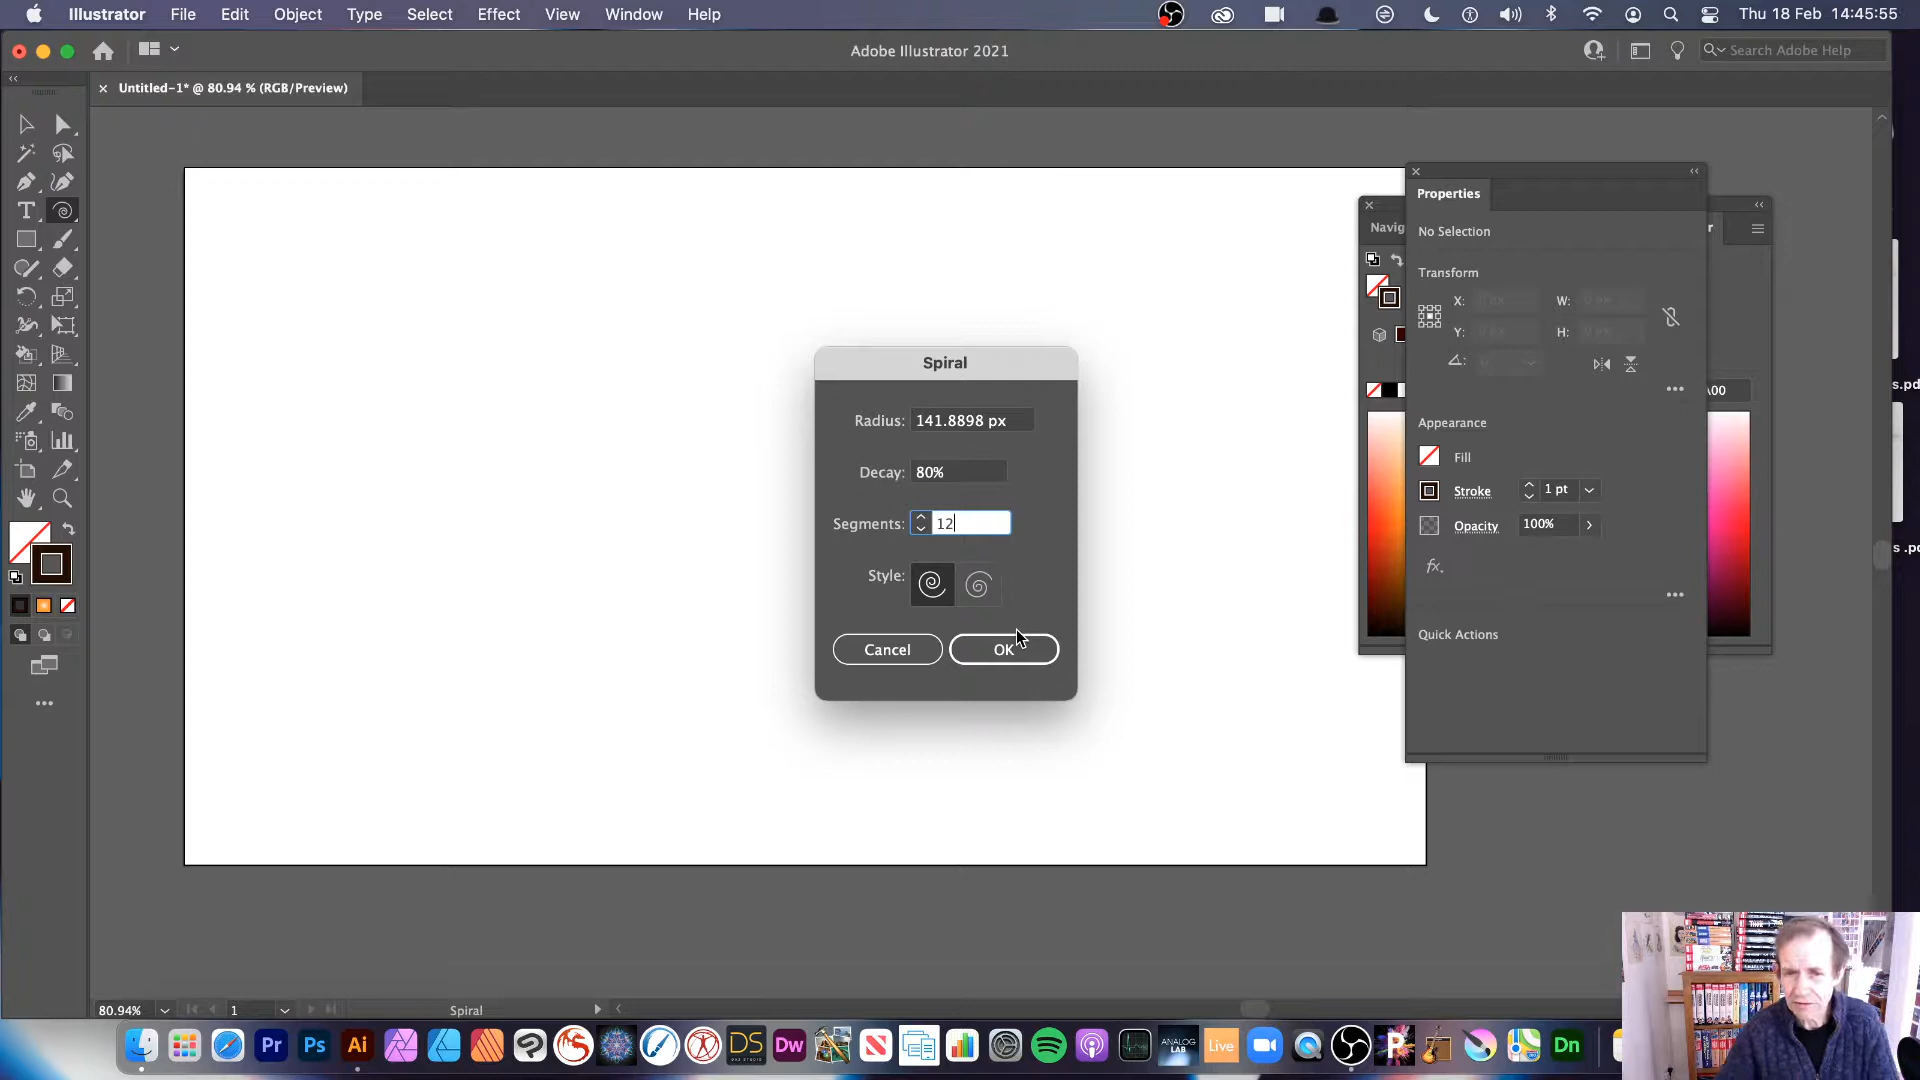 Illustrator File Edit Object Type Select Effect View Window Help Thu 18 Feb 14:45:55
Adobe Illustrator 2021
Search Adobe Help
Untitled-1* @ 80.94 % (RGB/Preview)
Properties
No Selection
Navig
Transform
X: W:
Y: H:
Spiral
Radius: 141.8898 px
Decay: 80%
Segments: 12
Style:
Cancel OK
Appearance
Fill
Stroke 1 pt
Opacity 100%
fx.
Quick Actions
s.pd
s .pd
80.94% 1 Spiral
Pr Ps Ai DS Dw ANALOG LAB Live P Dn